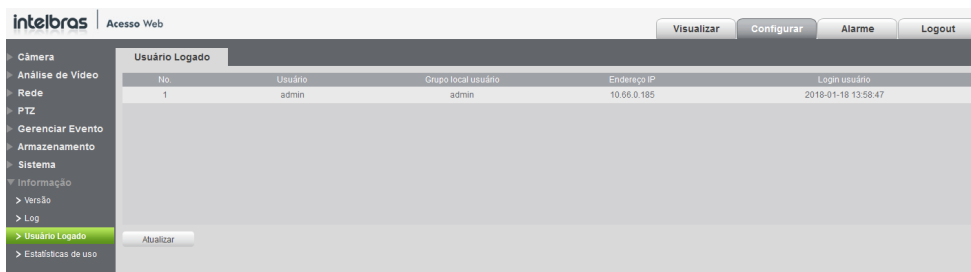 intelbras Acesso Web
Visualizar Configurar Alarme Logout
Câmera
Análise de Vídeo
Rede
PTZ
Gerenciar Evento
Armazenamento
Sistema
Informação
Versão
Log
Usuário Logado
Estatísticas de uso
Usuário Logado
No. Usuário Grupo local usuário Endereço IP Login usuário
1 admin admin 10.66.0.185 2018-01-18 13:58:47
Atualizar